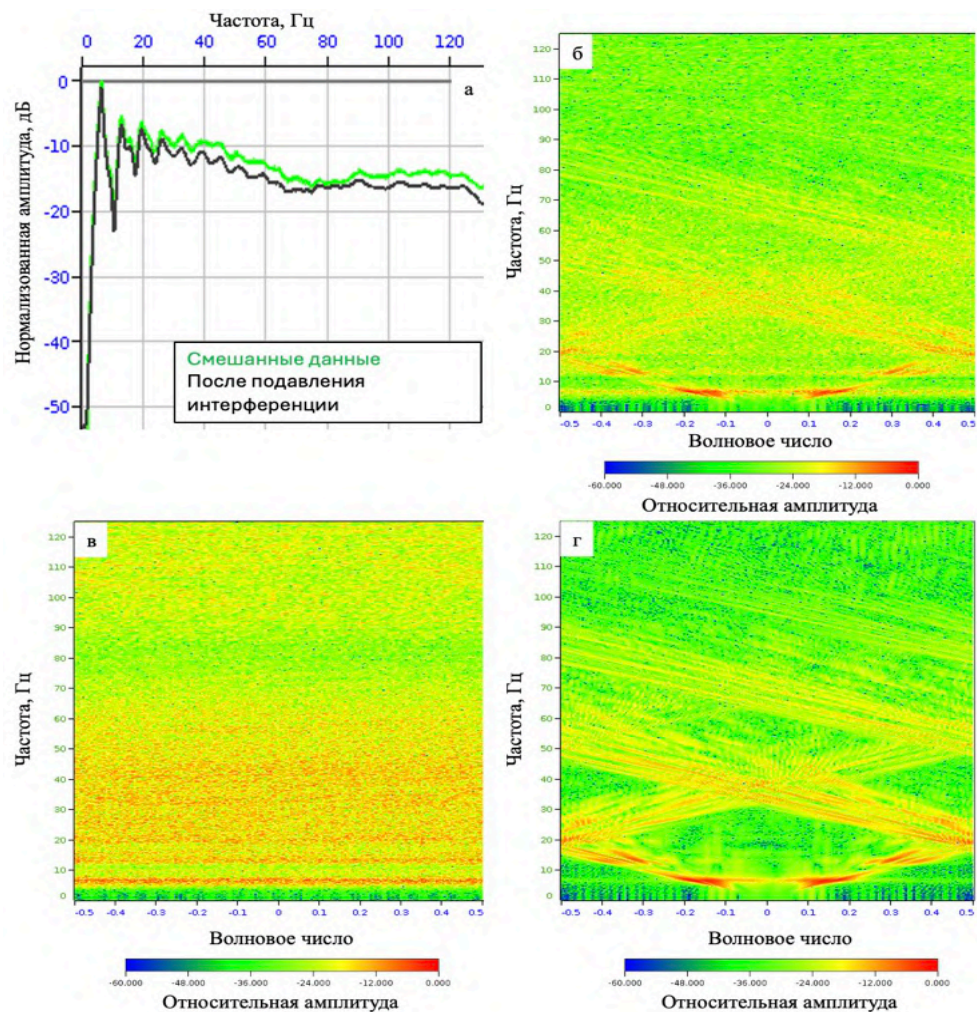 Частота, Гц
0 20 40 60 80 100 120
Нормализованная амплитуда, дБ
0
-10
-20
-30
-40
-50
а
Смешанные данные
После подавления
интерференции
б
Частота, Гц
120
110
100
90
80
70
60
50
40
30
20
10
0
-0.5 -0.4 -0.3 -0.2 -0.1 0 0.1 0.2 0.3 0.4 0.5
Волновое число
-60.000 -48.000 -36.000 -24.000 -12.000 0.000
Относительная амплитуда
в
Частота, Гц
120
110
100
90
80
70
60
50
40
30
20
10
0
-0.5 -0.4 -0.3 -0.2 -0.1 0 0.1 0.2 0.3 0.4 0.5
Волновое число
-60.000 -48.000 -36.000 -24.000 -12.000 0.000
Относительная амплитуда
г
Частота, Гц
120
110
100
90
80
70
60
50
40
30
20
10
0
-0.5 -0.4 -0.3 -0.2 -0.1 0 0.1 0.2 0.3 0.4 0.5
Волновое число
-60.000 -48.000 -36.000 -24.000 -12.000 0.000
Относительная амплитуда